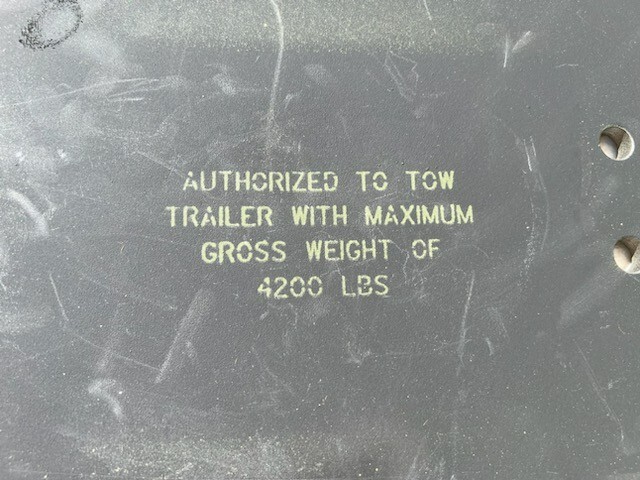 AUTHORIZED TO TOW
TRAILER WITH MAXIMUM
GROSS WEIGHT OF
4200 LBS